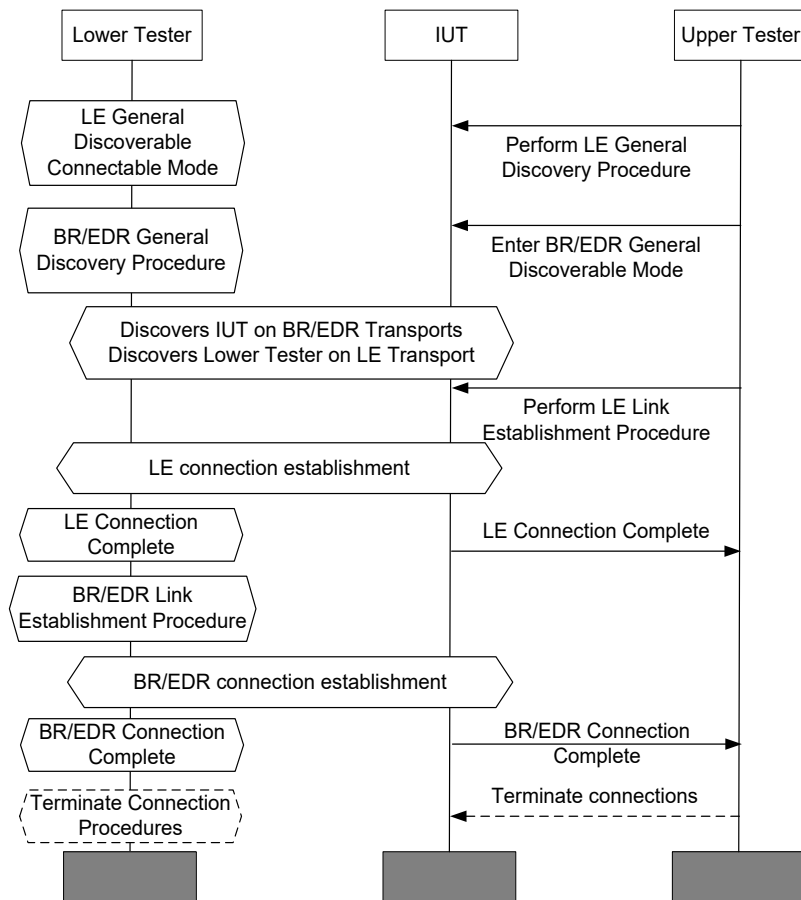 Lower Tester
IUT
Upper Tester
LE General
Discoverable
Connectable Mode
Perform LE General
Discovery Procedure
BR/EDR General
Discovery Procedure
Enter BR/EDR General
Discoverable Mode
Discovers IUT on BR/EDR Transports
Discovers Lower Tester on LE Transport
Perform LE Link
Establishment Procedure
LE connection establishment
LE Connection
Complete
LE Connection Complete
BR/EDR Link
Establishment Procedure
BR/EDR connection establishment
BR/EDR Connection
Complete
BR/EDR Connection
Complete
Terminate Connection
Procedures
Terminate connections